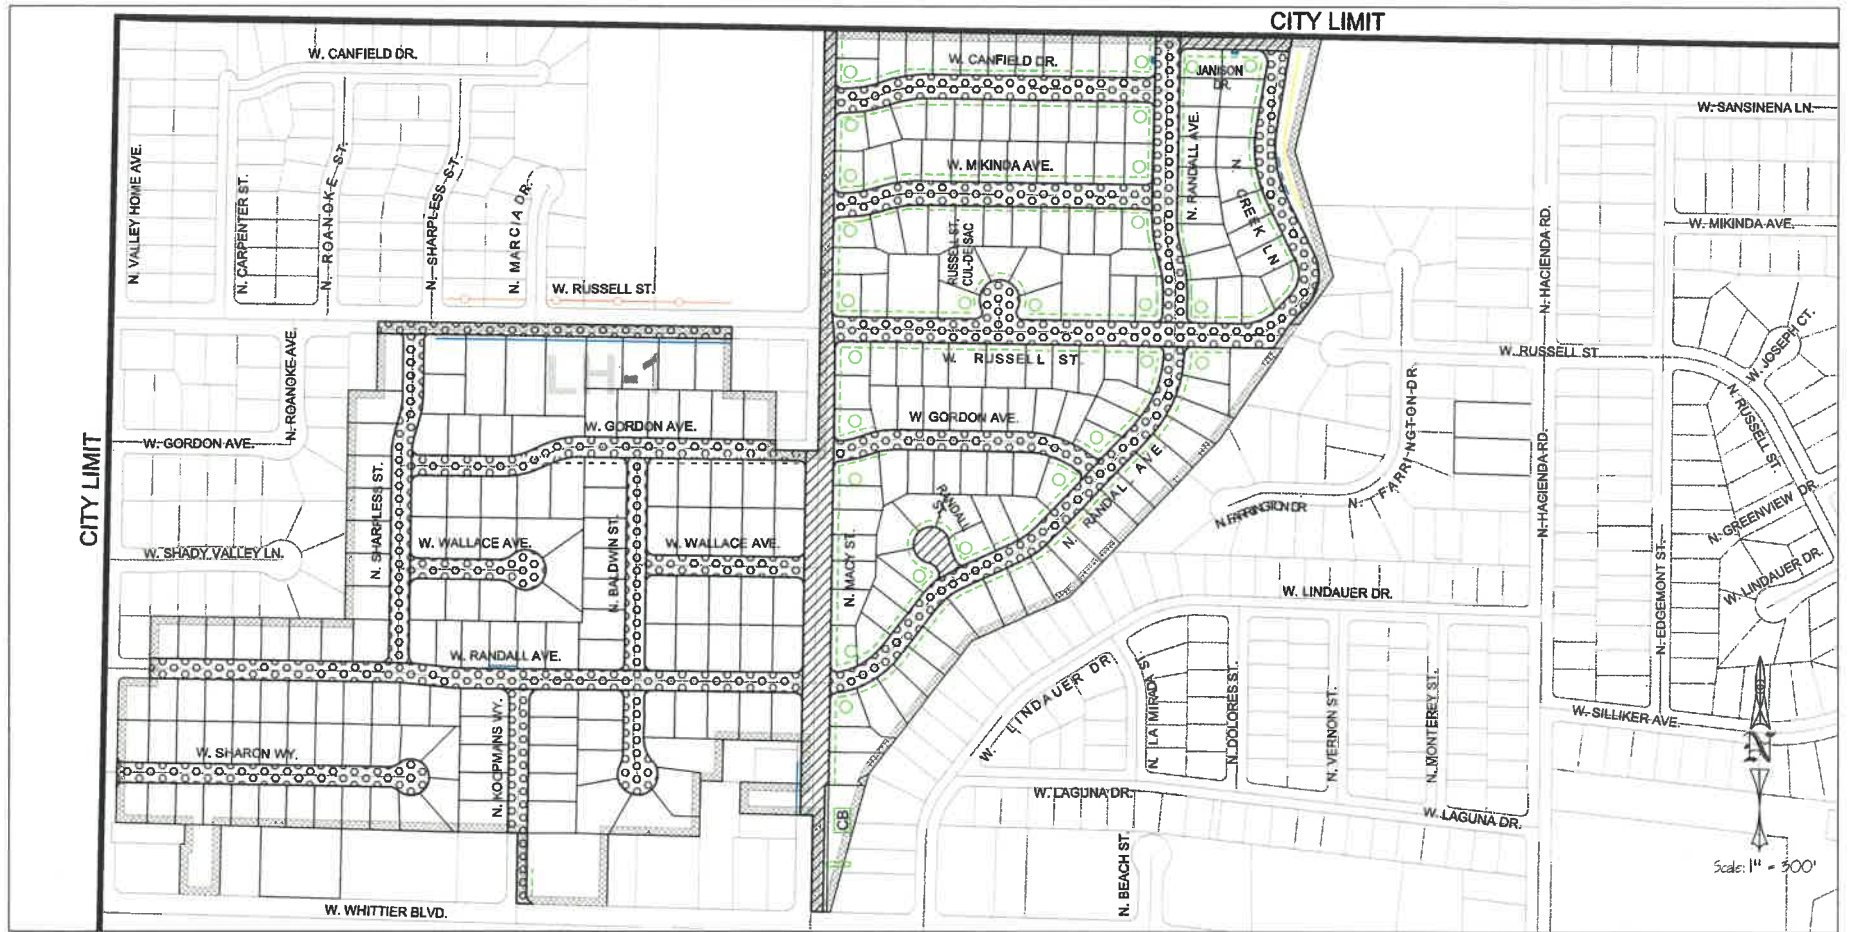 CITY LIMIT
W. CANFIELD DR.
W. CANFIELD DR.
JANISON
DR.
W. SANSINENA LN.
N. VALLEY HOME AVE.
N. CARPENTER ST.
N. ROANOKE ST.
N. SHARPLESS ST.
N. MARCIA DR.
W. MIKINDA AVE.
N. RANDALL AVE.
N. CREEK LN.
N. HACIENDA RD.
W. MIKINDA AVE.
RUSSELL ST.
CUL-DE-SAC
W. RUSSELL ST.
N. ROANOKE AVE.
W. RUSSELL ST.
W. RUSSELL ST.
W. JOSEPH CT.
N. RUSSELL ST.
LH
W. GORDON AVE.
W. GORDON AVE.
W. GORDON AVE.
N. FARRINGTON DR.
N. HACIENDA RD.
CITY LIMIT
N. SHARPLESS ST.
RANDALL
ST.
N. RANDALL AVE.
N. FARRINGTON DR.
N. GREENVIEW DR.
W. SHADY VALLEY LN.
W. WALLACE AVE.
N. BALDWIN ST.
W. WALLACE AVE.
N. MACY ST.
W. LINDAUER DR.
N. EDGEMONT ST.
W. LINDAUER DR.
W. RANDALL AVE.
W. LINDAUER DR.
N. LA MIRADA S
N. DOLORES ST.
N. VERNON ST.
N. MONTEREY ST.
W. SILLIKER AVE.
N. KOOPMANS WY.
W. SHARON WY.
N
W. LAGUNA DR.
W. LAGUNA DR.
CB
N. BEACH ST.
Scale: 1" = 300'
W. WHITTIER BLVD.